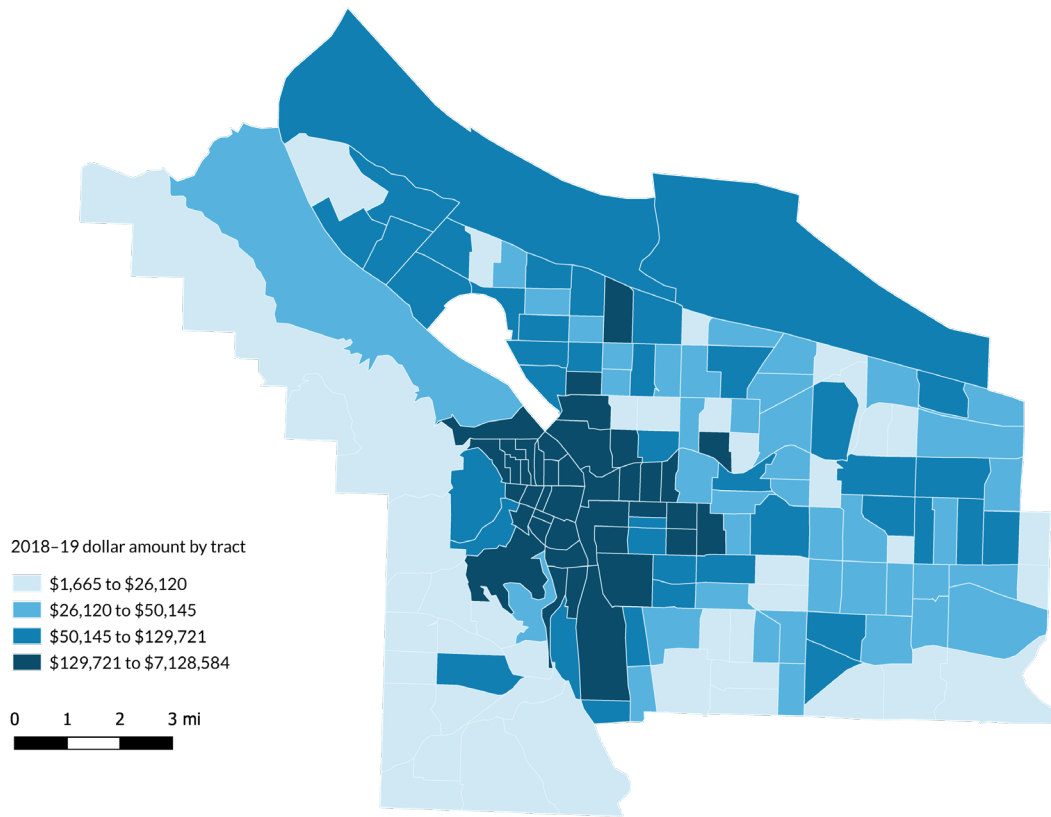 2018–19 dollar amount by tract
$1,665 to $26,120
$26,120 to $50,145
$50,145 to $129,721
$129,721 to $7,128,584
0 1 2 3 mi